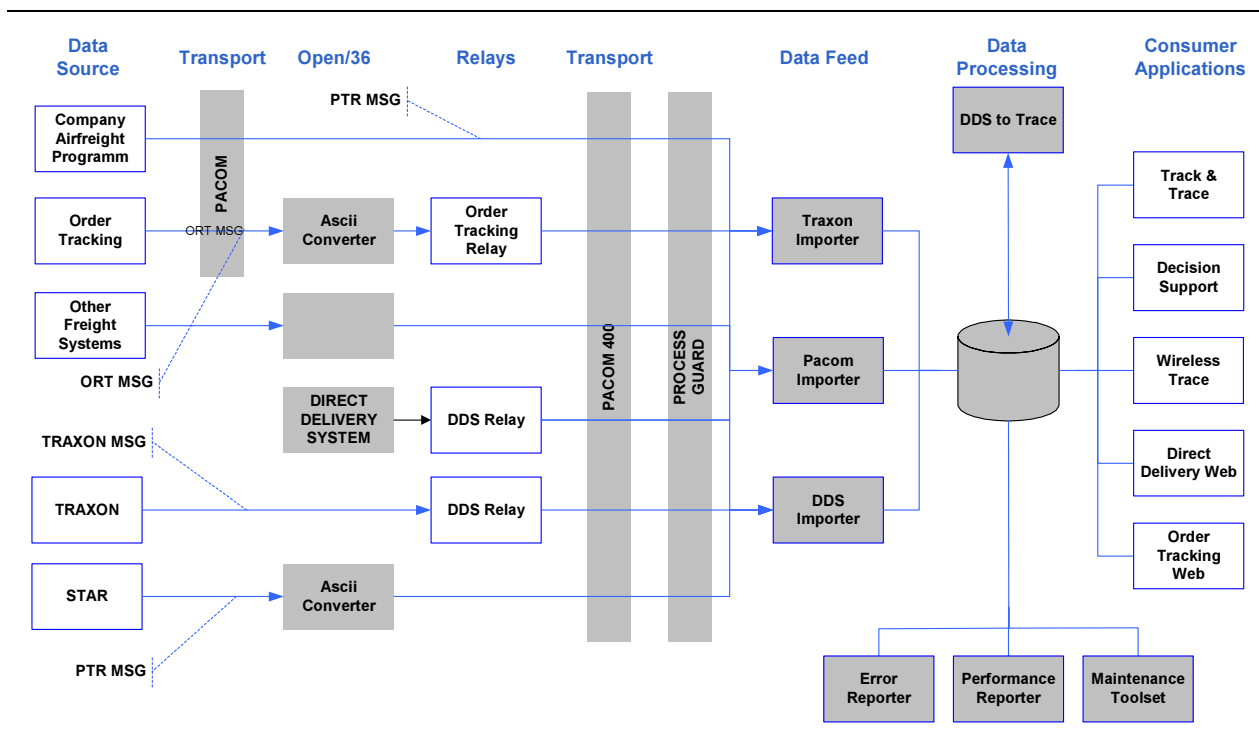 Data
Source
Transport
Open/36
Relays
Transport
Data Feed
Data
Processing
Consumer
Applications
PTR MSG
Company
Airfreight
Programm
PACOM
DDS to Trace
Track &
Trace
Order
Tracking
ORT MSG
Ascii
Converter
Order
Tracking
Relay
Traxon
Importer
Decision
Support
Other
Freight
Systems
PACOM 400
PROCESS
GUARD
Pacom
Importer
Wireless
Trace
ORT MSG
DIRECT
DELIVERY
SYSTEM
DDS Relay
TRAXON MSG
Direct
Delivery Web
TRAXON
DDS Relay
DDS
Importer
Order
Tracking
Web
STAR
Ascii
Converter
PTR MSG
Error
Reporter
Performance
Reporter
Maintenance
Toolset